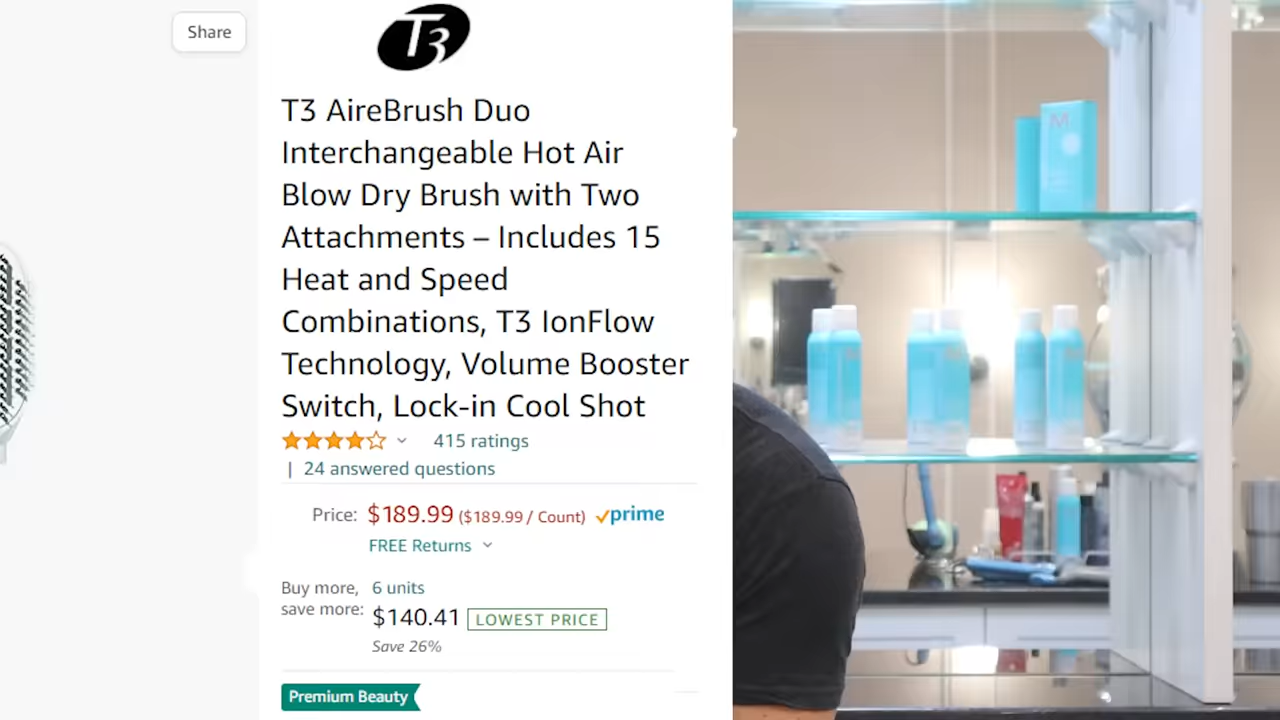 Share
T3
T3 AireBrush Duo
Interchangeable Hot Air
Blow Dry Brush with Two
Attachments – Includes 15
Heat and Speed
Combinations, T3 IonFlow
Technology, Volume Booster
Switch, Lock-in Cool Shot
415 ratings
| 24 answered questions
Price: $189.99 ($189.99 / Count) prime
FREE Returns
Buy more, save more:
6 units
$140.41 LOWEST PRICE
Save 26%
Premium Beauty
M